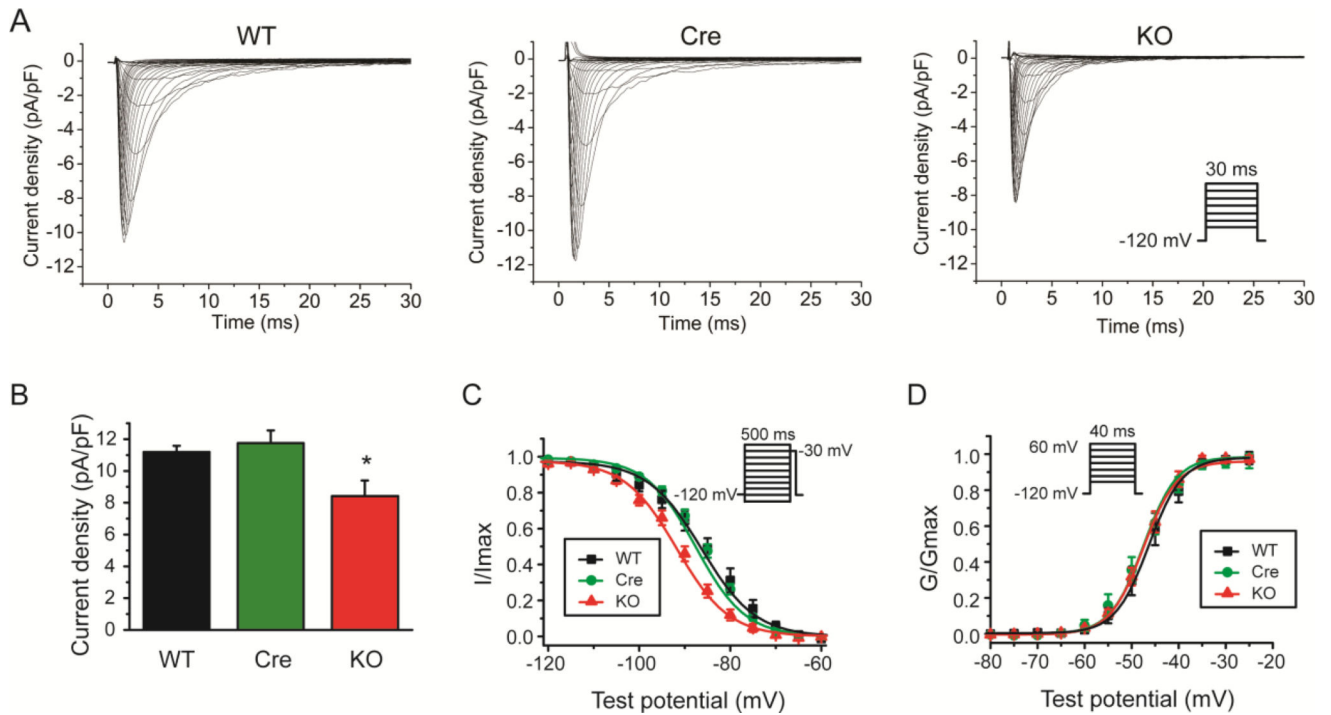 A
WT
Current density (pA/pF)
0
-2
-4
-6
-8
-10
-12
0 5 10 15 20 25 30
Time (ms)
Cre
Current density (pA/pF)
0
-2
-4
-6
-8
-10
-12
0 5 10 15 20 25 30
Time (ms)
KO
Current density (pA/pF)
0
-2
-4
-6
-8
-10
-12
0 5 10 15 20 25 30
Time (ms)
30 ms
-120 mV
B
Current density (pA/pF)
12
10
8
6
4
2
0
*
WT Cre KO
C
I/Imax
1.0
0.8
0.6
0.4
0.2
0.0
-120 -100 -80 -60
Test potential (mV)
500 ms
-30 mV
-120 mV
WT
Cre
KO
D
G/Gmax
1.0
0.8
0.6
0.4
0.2
0.0
-80 -70 -60 -50 -40 -30 -20
Test potential (mV)
40 ms
60 mV
-120 mV
WT
Cre
KO